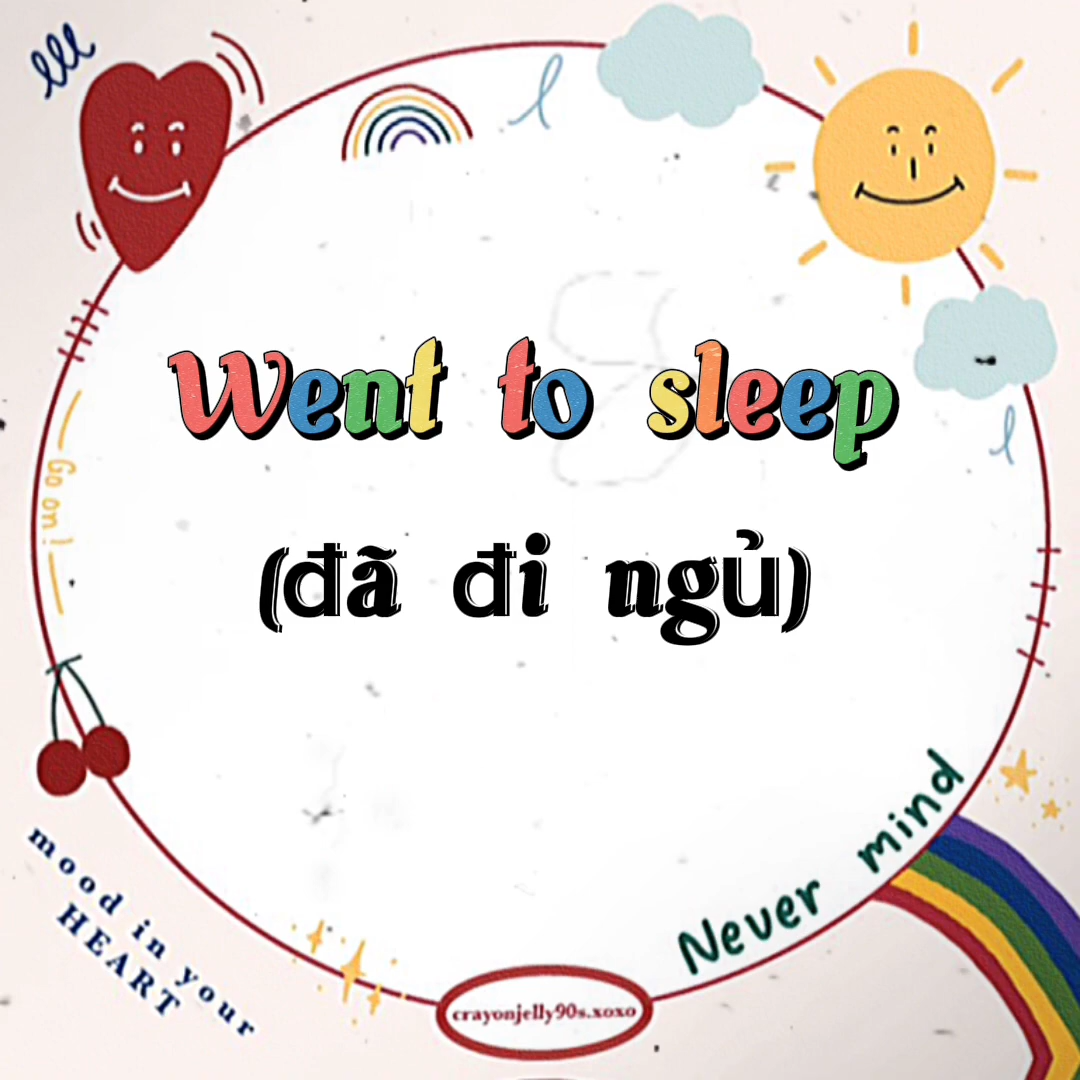 Went to sleep
(đã đi ngủ)
Go on!
Never mind
mood in your
HEART
crayonjelly90s.xoxo